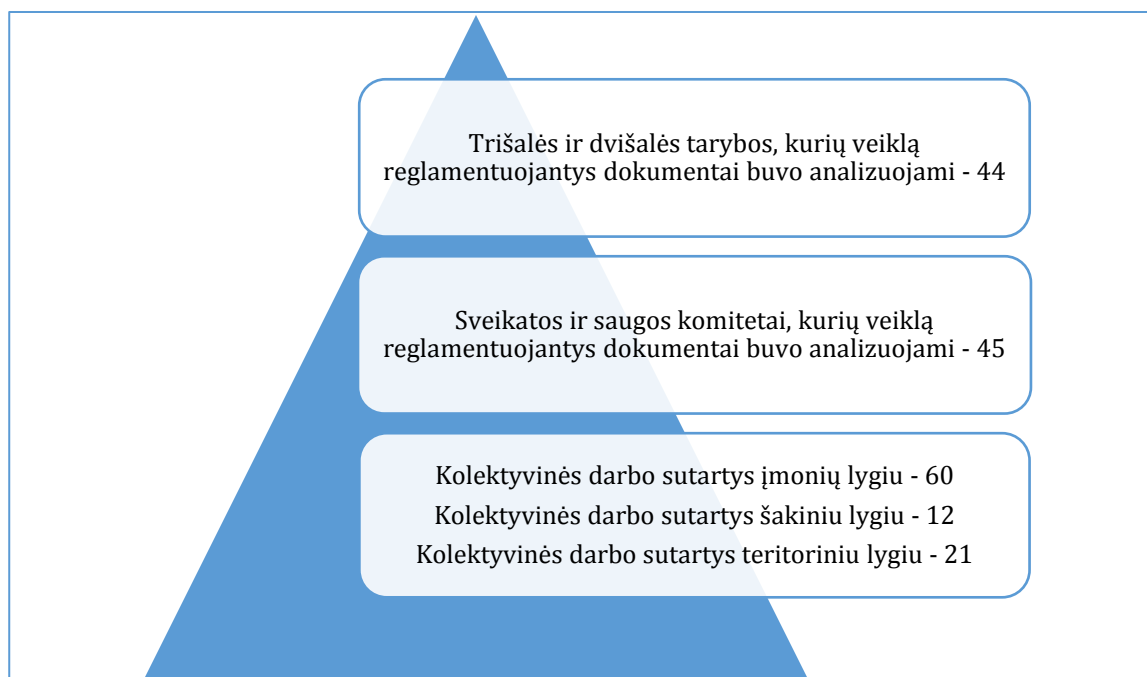 Trišalės ir dvišalės tarybos, kurių veiklą
reglamentuojantys dokumentai buvo analizuojami - 44
Sveikatos ir saugos komitetai, kurių veiklą
reglamentuojantys dokumentai buvo analizuojami - 45
Kolektyvinės darbo sutartys įmonių lygiu - 60
Kolektyvinės darbo sutartys šakiniu lygiu - 12
Kolektyvinės darbo sutartys teritoriniu lygiu - 21